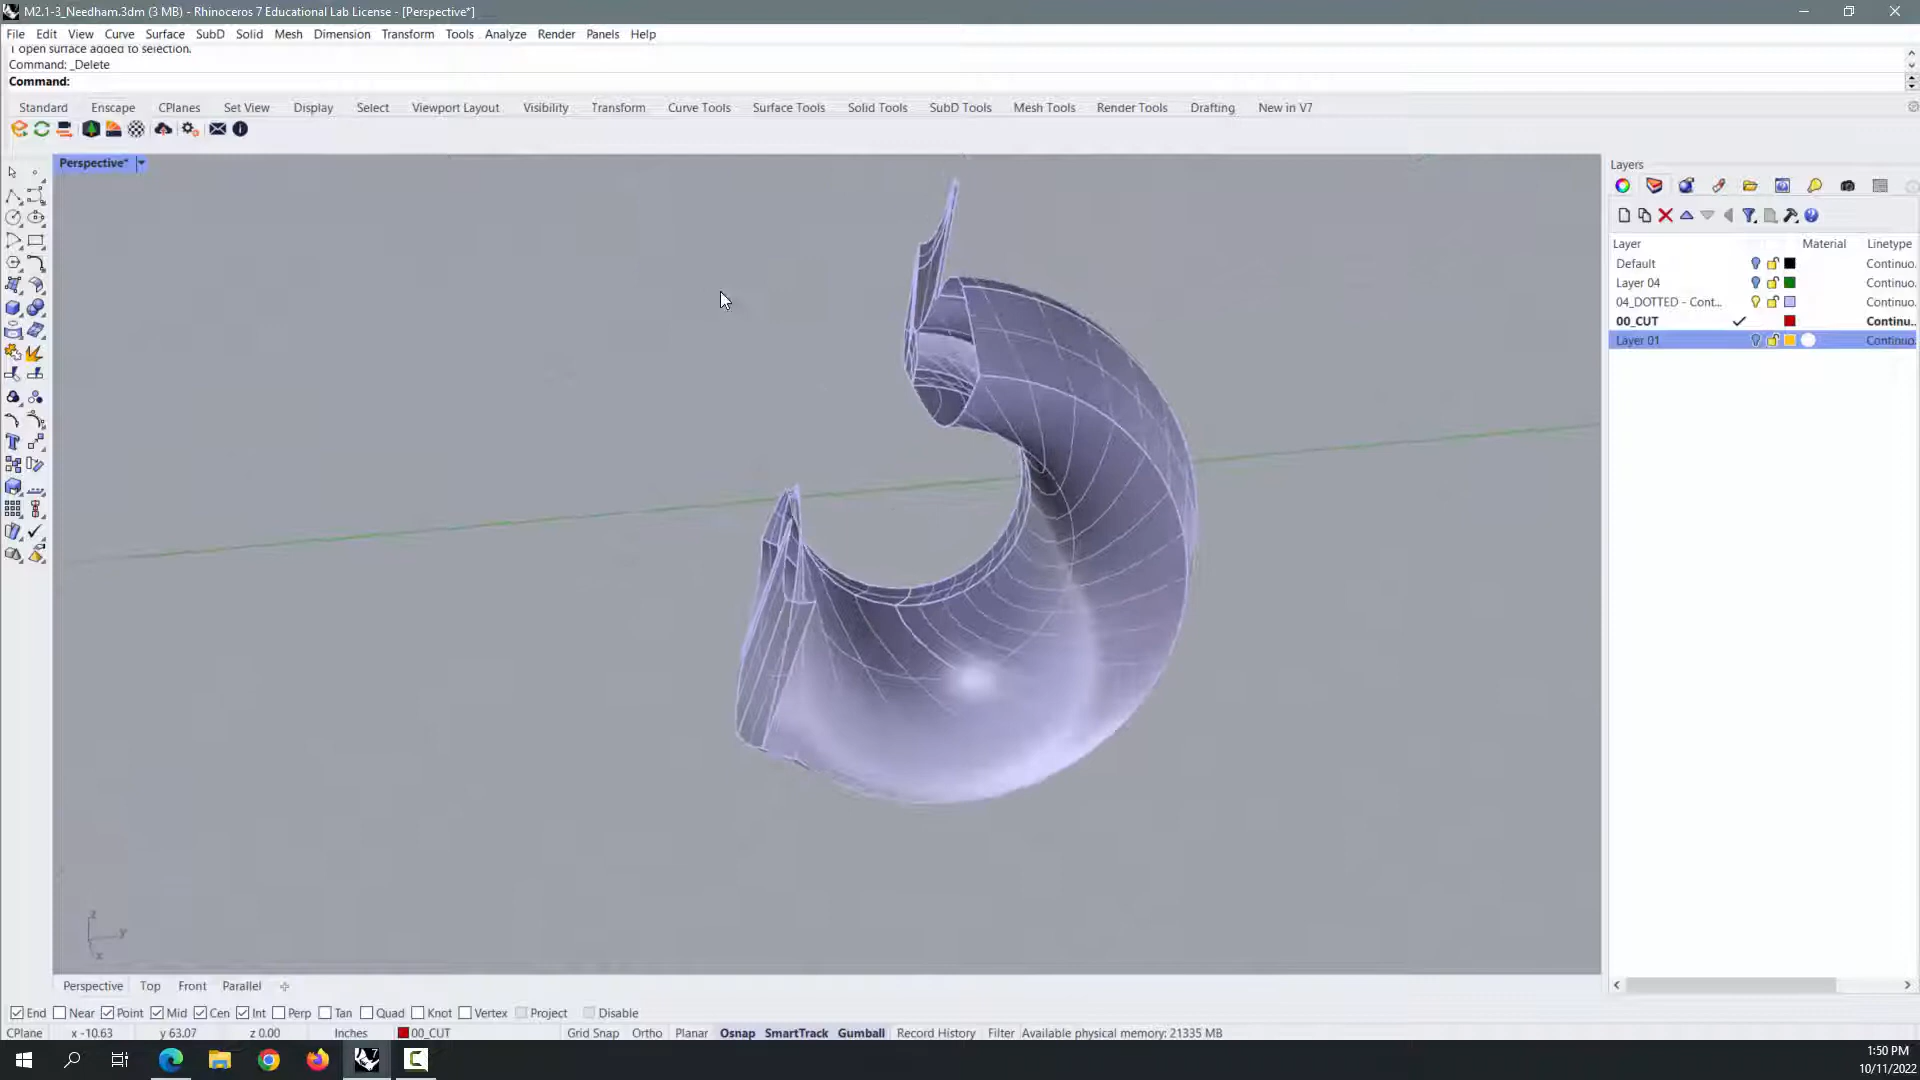 M2.1-3_Needham.3dm (3 MB) - Rhinoceros 7 Educational Lab License - [Perspective*]
File Edit View Curve Surface SubD Solid Mesh Dimension Transform Tools Analyze Render Panels Help
1 open surface added to selection.
Command: _Delete
Command:
Standard Enscape CPlanes Set View Display Select Viewport Layout Visibility Transform Curve Tools Surface Tools Solid Tools SubD Tools Mesh Tools Render Tools Drafting New in V7
Perspective*
Layers
Layer Material Linetype
Default Continuo.
Layer 04 Continuo.
04_DOTTED - Cont... Continuo.
00_CUT Continu..
Layer 01 Continuo.
z
y
x
Perspective Top Front Parallel
End Near Point Mid Cen Int Perp Tan Quad Knot Vertex Project Disable
CPlane x -10.63 y 63.07 z 0.00 Inches 00_CUT Grid Snap Ortho Planar Osnap SmartTrack Gumball Record History Filter Available physical memory: 21335 MB
1:50 PM
10/11/2022